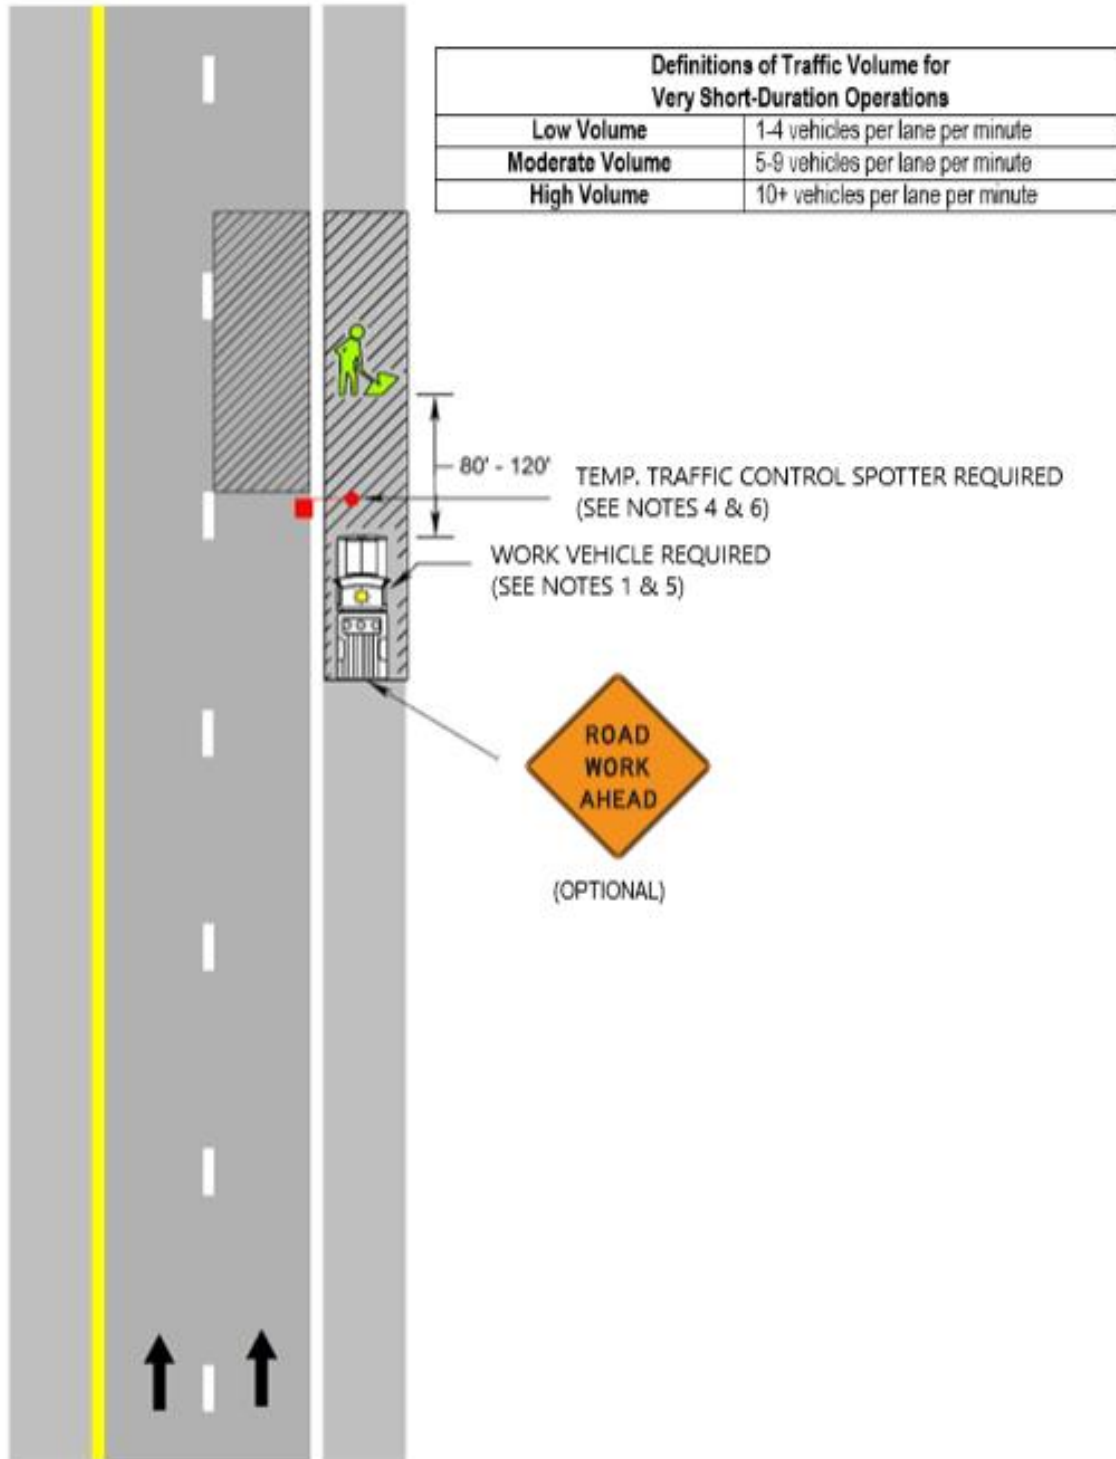 Definitions of Traffic Volume for
Very Short-Duration Operations
Low Volume 1-4 vehicles per lane per minute
Moderate Volume 5-9 vehicles per lane per minute
High Volume 10+ vehicles per lane per minute
80' - 120'
TEMP. TRAFFIC CONTROL SPOTTER REQUIRED
(SEE NOTES 4 & 6)
WORK VEHICLE REQUIRED
(SEE NOTES 1 & 5)
ROAD
WORK
AHEAD
(OPTIONAL)